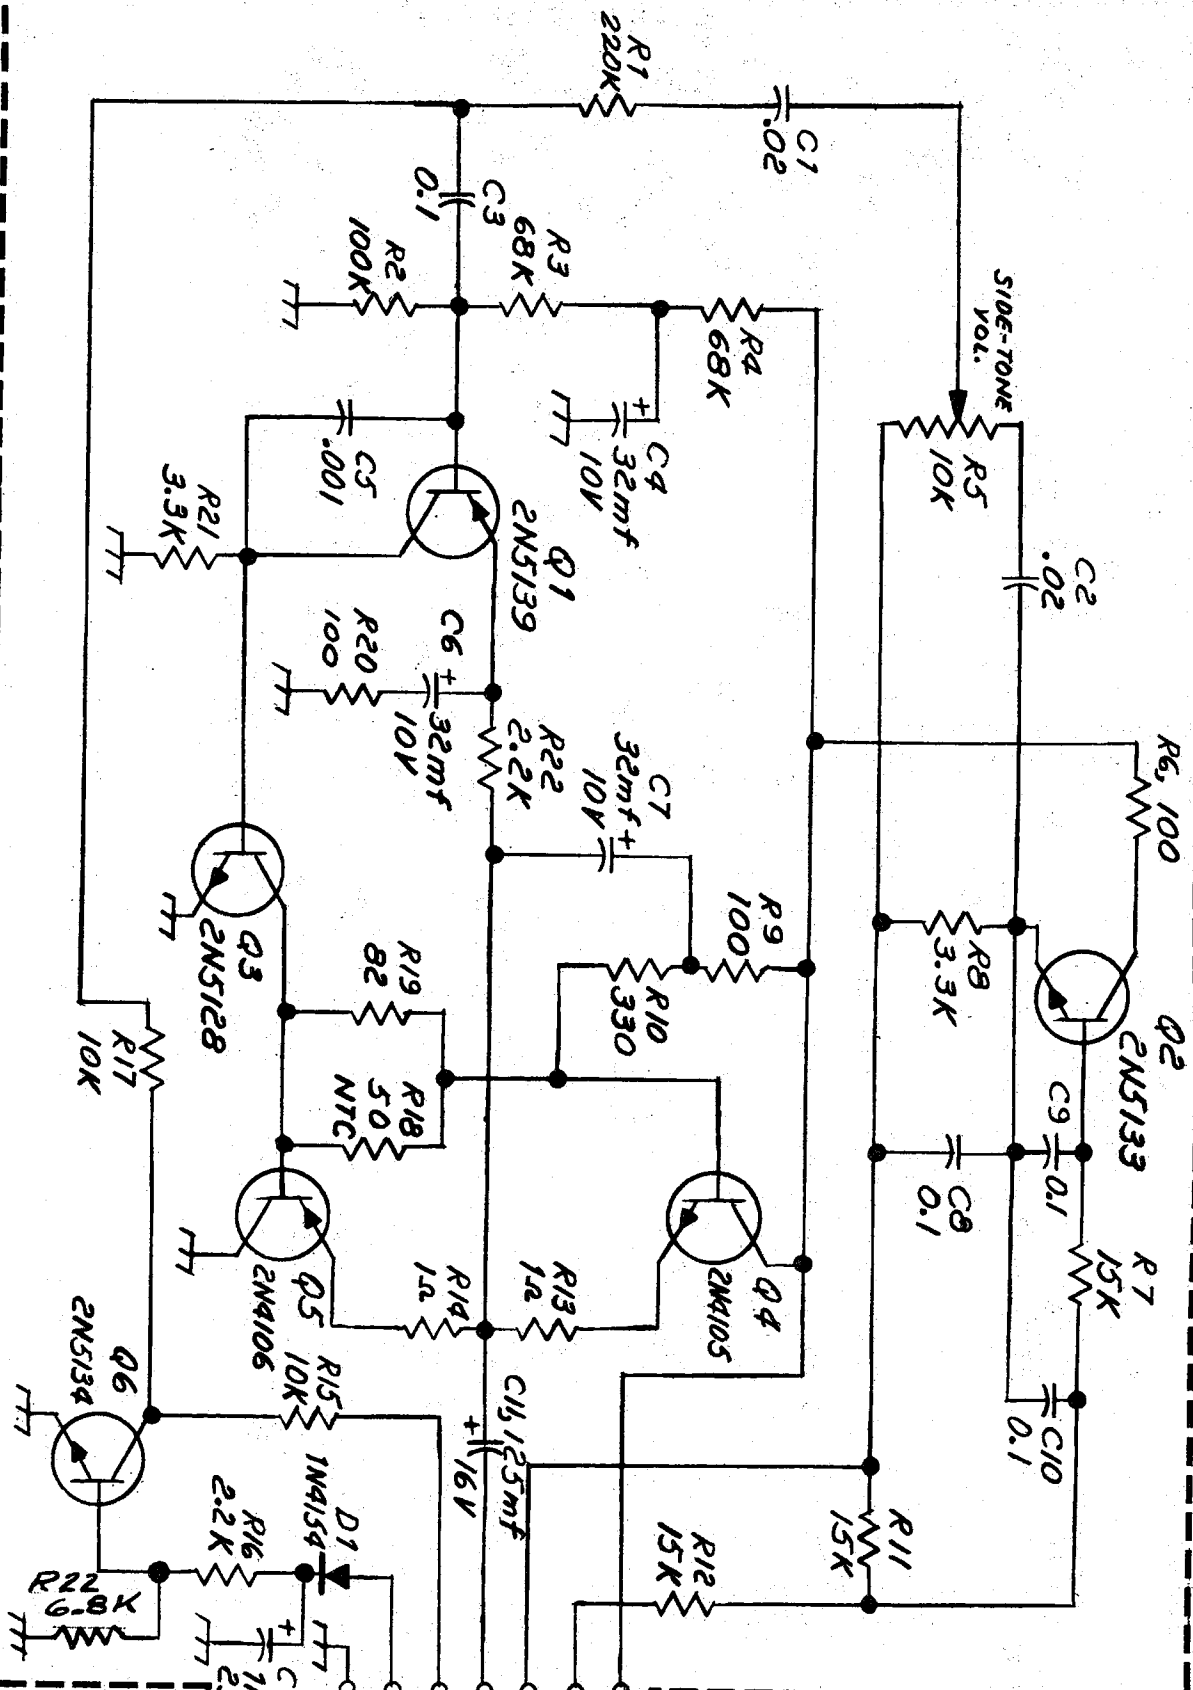 R1
220K
C1
.02
C3
0.1
R2
100K
R3
68K
R4
68K
SIDE-TONE
VOL.
R5
10K
C2
.02
C4
32mf
10V
+
C5
.001
R21
3.3K
Q1
2N5139
R20
100
C6
32mf
10V
+
R22
2.2K
C7
32mf
10V
+
R6, 100
R9
100
R10
330
R8
3.3K
Q2
2N5133
Q3
2N5128
R19
82
R18
50
NTC
R17
10K
C9
0.1
C8
0.1
R7
15K
Q4
2N4105
Q5
2N4106
R14
1Ω
R13
1Ω
C10
0.1
Q6
2N5134
R15
10K
C11, 125mf
16V
+
R11
15K
R12
15K
D1
1N4154
R16
2.2K
R22
6.8K
+
C